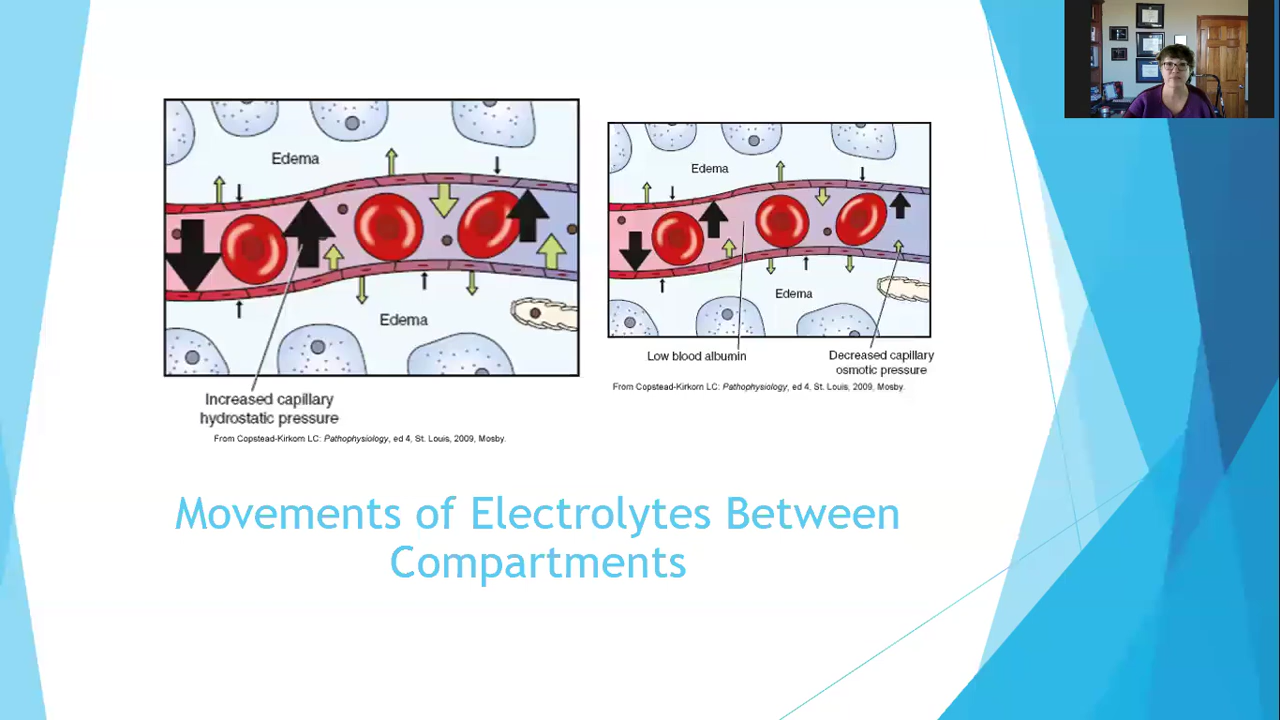 Edema
Edema
Increased capillary
hydrostatic pressure
From Copstead-Kirkorn LC: Pathophysiology, ed 4, St. Louis, 2009, Mosby.
Edema
Edema
Low blood albumin
Decreased capillary
osmotic pressure
From Copstead-Kirkorn LC: Pathophysiology, ed 4. St. Louis, 2009, Mosby.
Movements of Electrolytes Between
Compartments